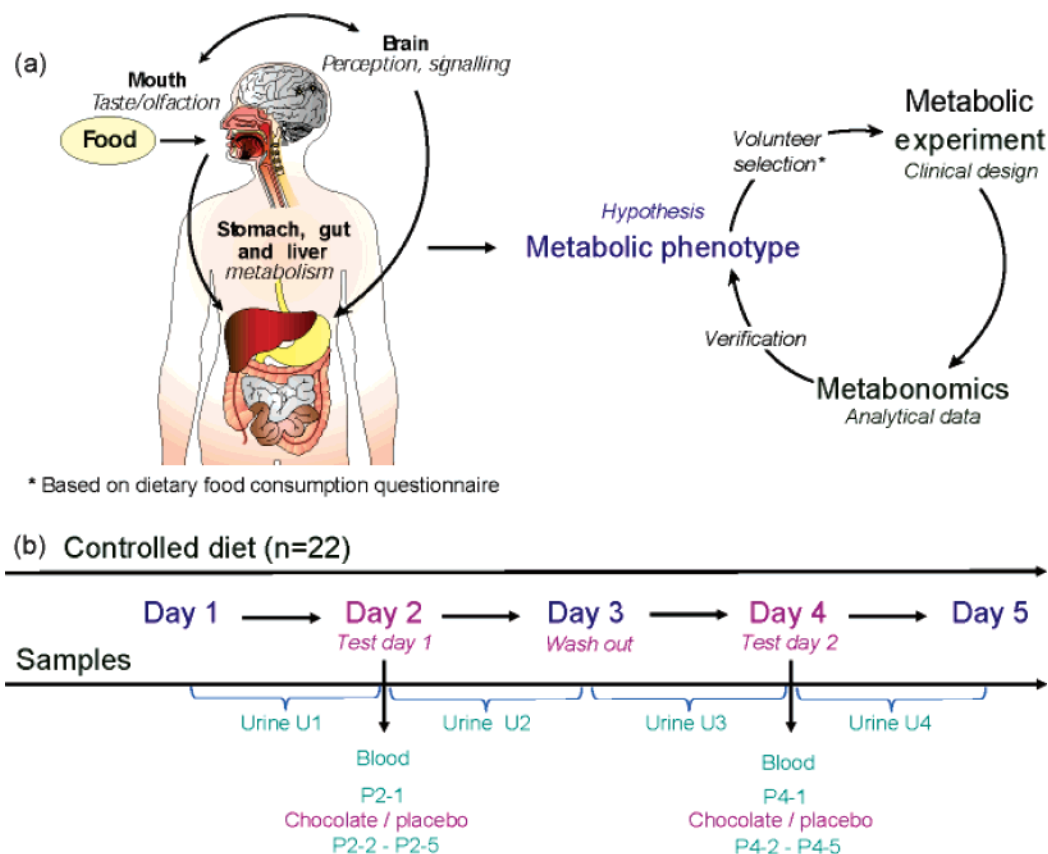 (a)
Brain
Perception, signalling
Mouth
Taste/olfaction
Food
Stomach, gut
and liver
metabolism
Hypothesis
Metabolic phenotype
Volunteer
selection*
Metabolic
experiment
Clinical design
Verification
Metabonomics
Analytical data
* Based on dietary food consumption questionnaire
(b) Controlled diet (n=22)
Day 1 Day 2 Day 3 Day 4 Day 5
Test day 1 Wash out Test day 2
Samples
Urine U1 Urine U2 Urine U3 Urine U4
Blood Blood
P2-1 P4-1
Chocolate / placebo Chocolate / placebo
P2-2 - P2-5 P4-2 - P4-5